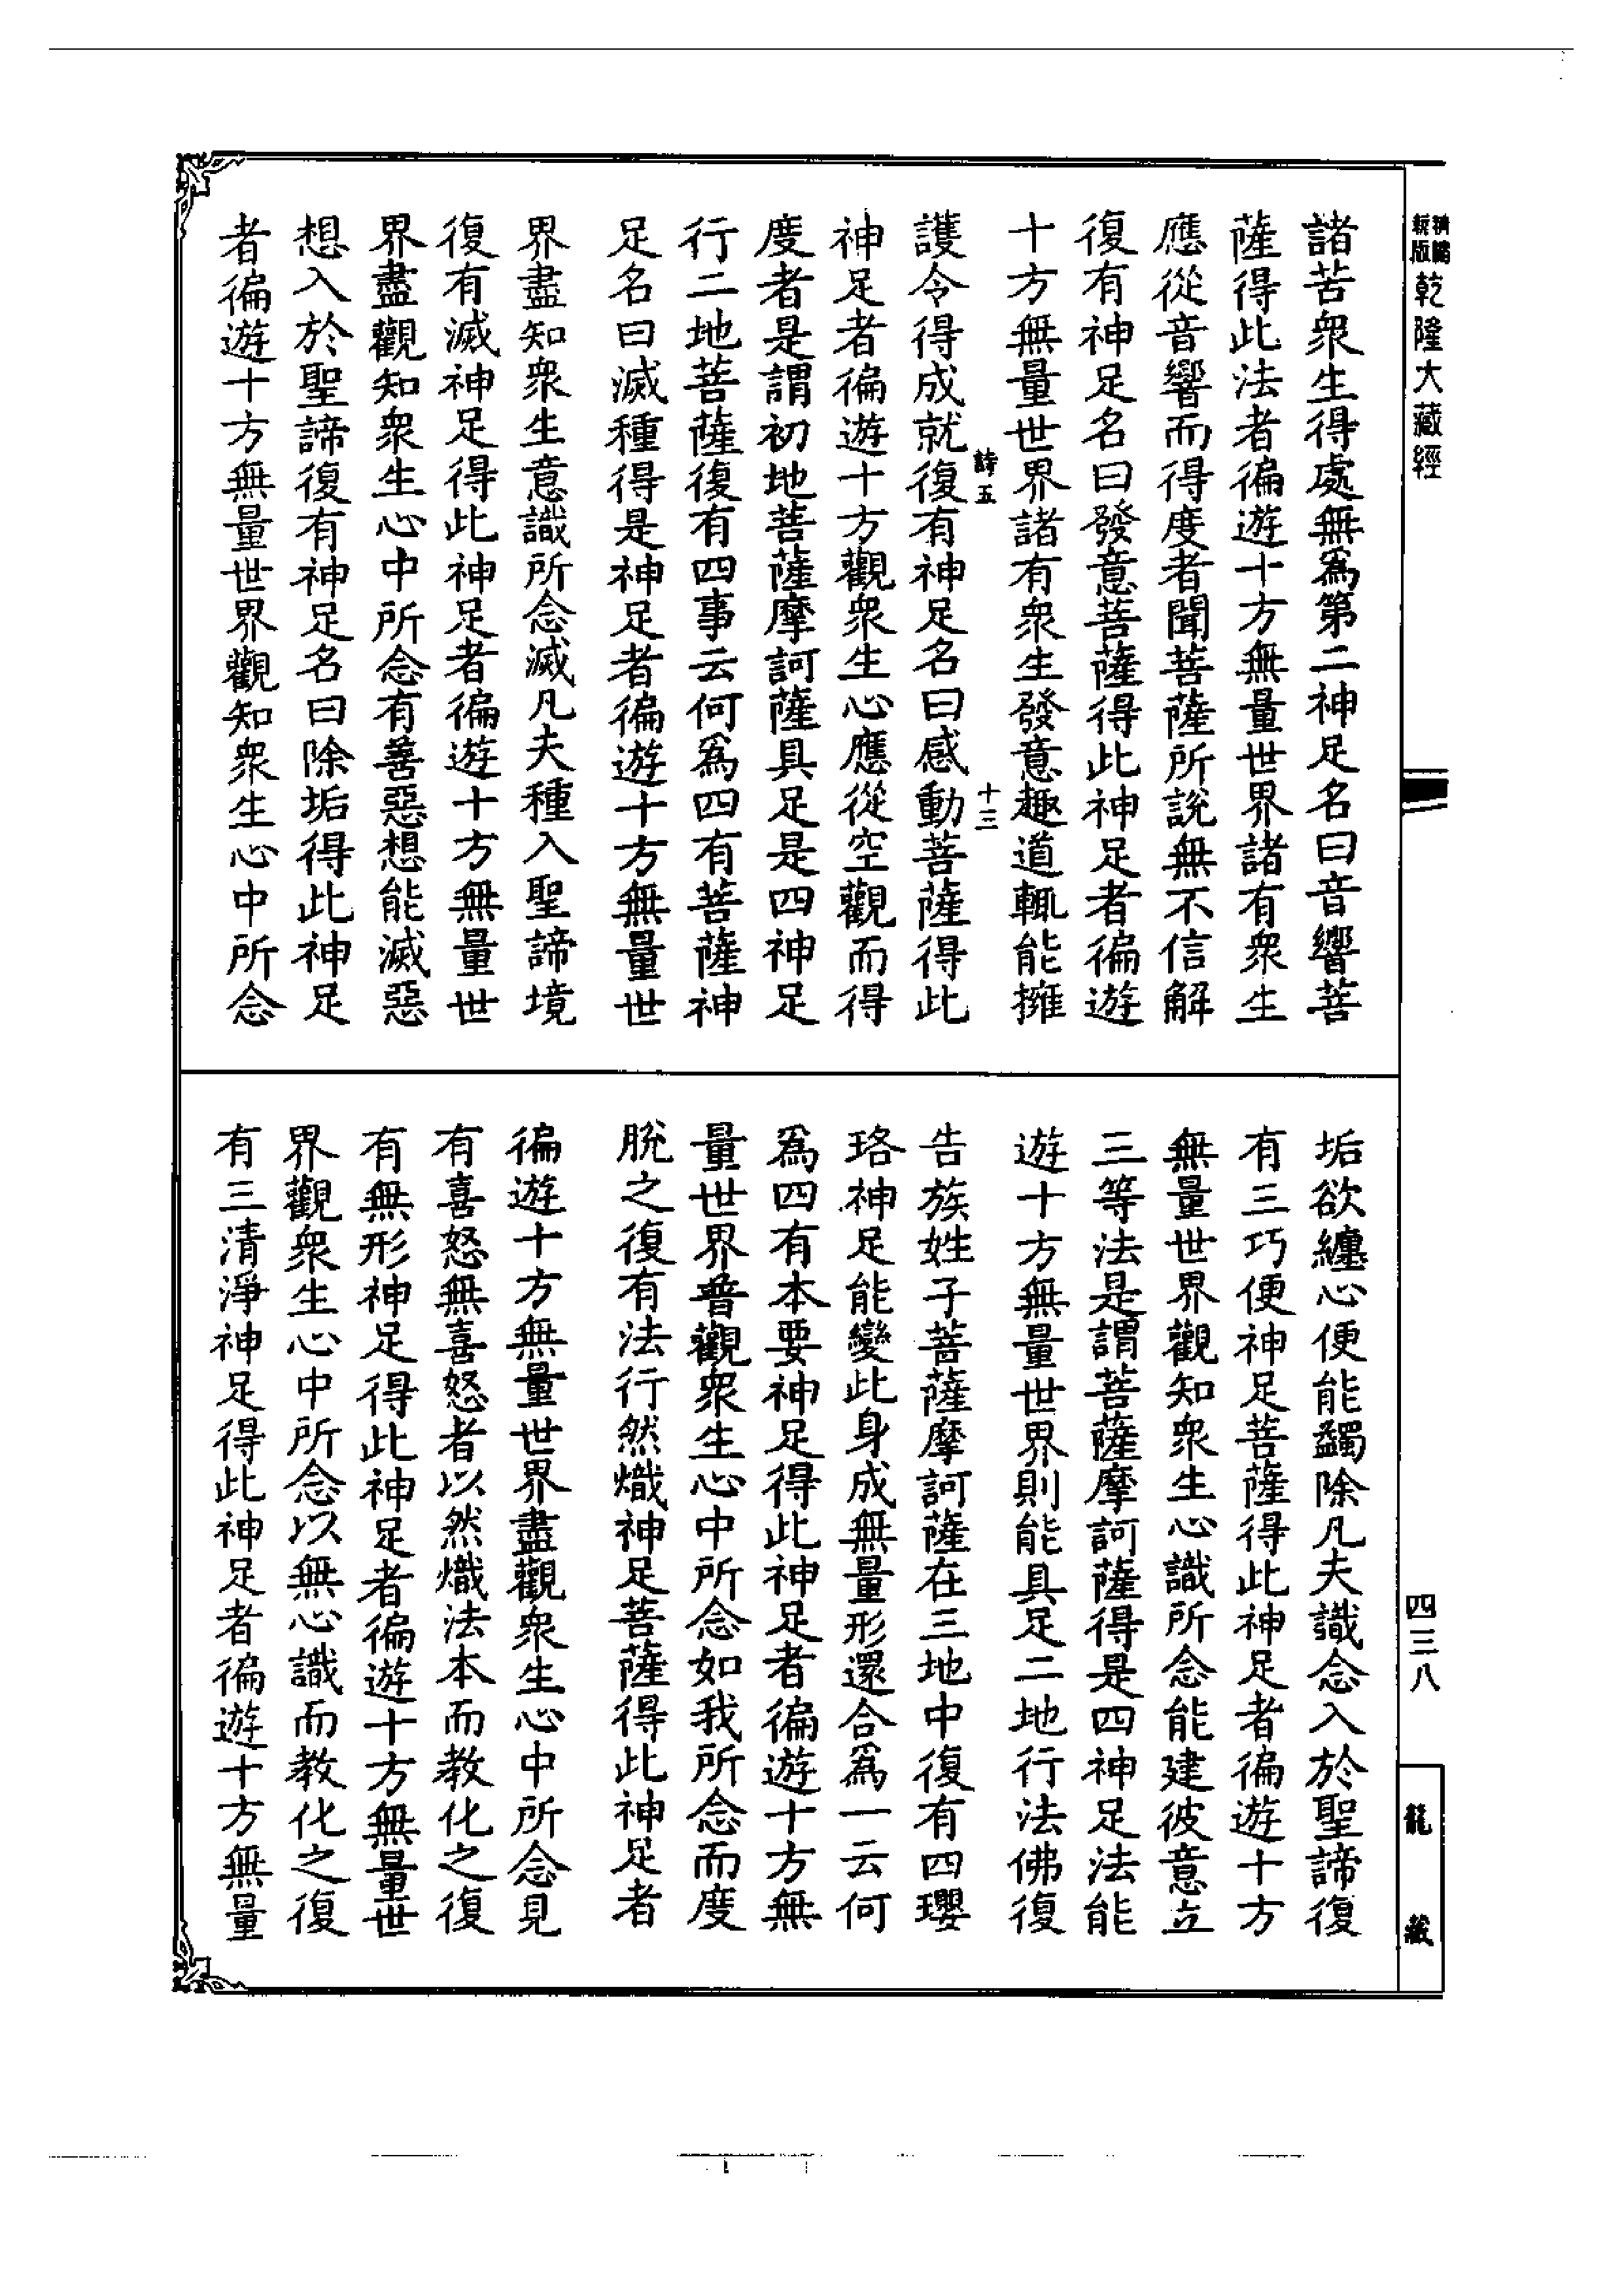 精縮
新版
乾隆大藏經
諸苦衆生得處無爲第二神足名曰音響菩
薩得此法者徧遊十方無量世界諸有衆生
應從音響而得度者聞菩薩所說無不信解
復有神足名曰發意菩薩得此神足者徧遊
十方無量世界諸有衆生發意趣道輒能擁
詩五
十三
護令得成就復有神足名曰感動菩薩得此
神足者徧遊十方觀衆生心應從空觀而得
度者是謂初地菩薩摩訶薩具足是四神足
行二地菩薩復有四事云何爲四有菩薩神
足名曰滅種得是神足者徧遊十方無量世
界盡知衆生意識所念滅凡夫種入聖諦境
復有滅神足得此神足者徧遊十方無量世
界盡觀知衆生心中所念有善惡想能滅惡
想入於聖諦復有神足名曰除垢得此神足
者徧遊十方無量世界觀知衆生心中所念
垢欲纏心便能蠲除凡夫識念入於聖諦復
有三巧便神足菩薩得此神足者徧遊十方
無量世界觀知衆生心識所念能建彼意立
三等法是謂菩薩摩訶薩得是四神足法能
遊十方無量世界則能具足二地行法佛復
告族姓子菩薩摩訶薩在三地中復有四瓔
珞神足能變此身成無量形還合爲一云何
爲四有本要神足得此神足者徧遊十方無
量世界普觀衆生心中所念如我所念而度
脫之復有法行然熾神足菩薩得此神足者
徧遊十方無量世界盡觀衆生心中所念見
有喜怒無喜怒者以然熾法本而教化之復
有無形神足得此神足者徧遊十方無量世
界觀衆生心中所念以無心識而教化之復
有三清淨神足得此神足者徧遊十方無量
四三八
龍藏